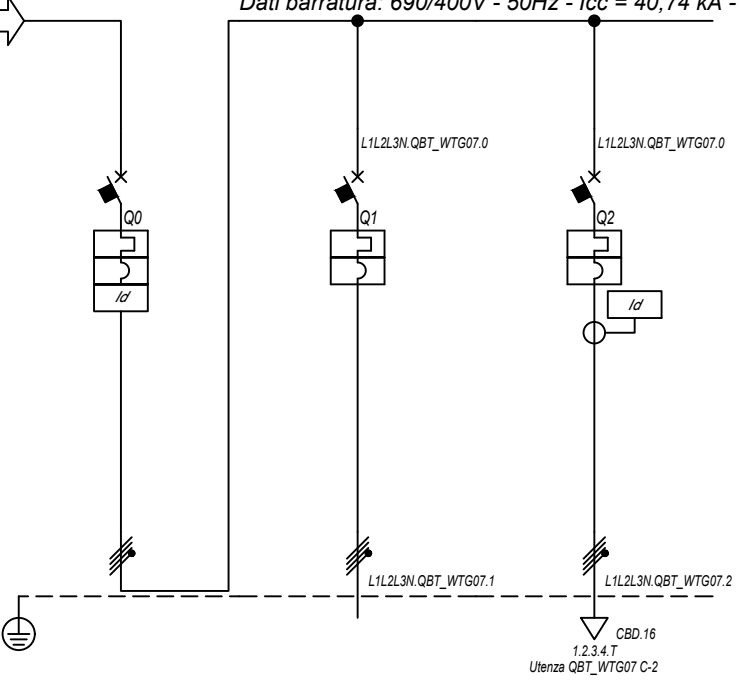 Dati barratura: 690/400V - 50Hz - Icc = 40,74 kA -
L1L2L3N.QBT_WTG07.0
L1L2L3N.QBT_WTG07.0
Q0
Q1
Q2
Id
Id
L1L2L3N.QBT_WTG07.1
L1L2L3N.QBT_WTG07.2
CBD.16
1.2.3.4.T
Utenza QBT_WTG07 C-2